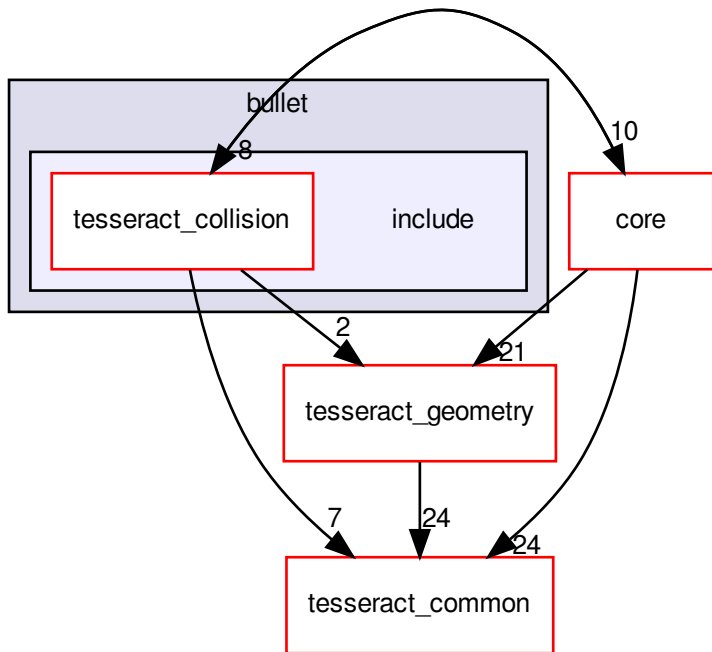 bullet
10
8
tesseract_collision
include
core
2
21
tesseract_geometry
7
24
24
tesseract_common